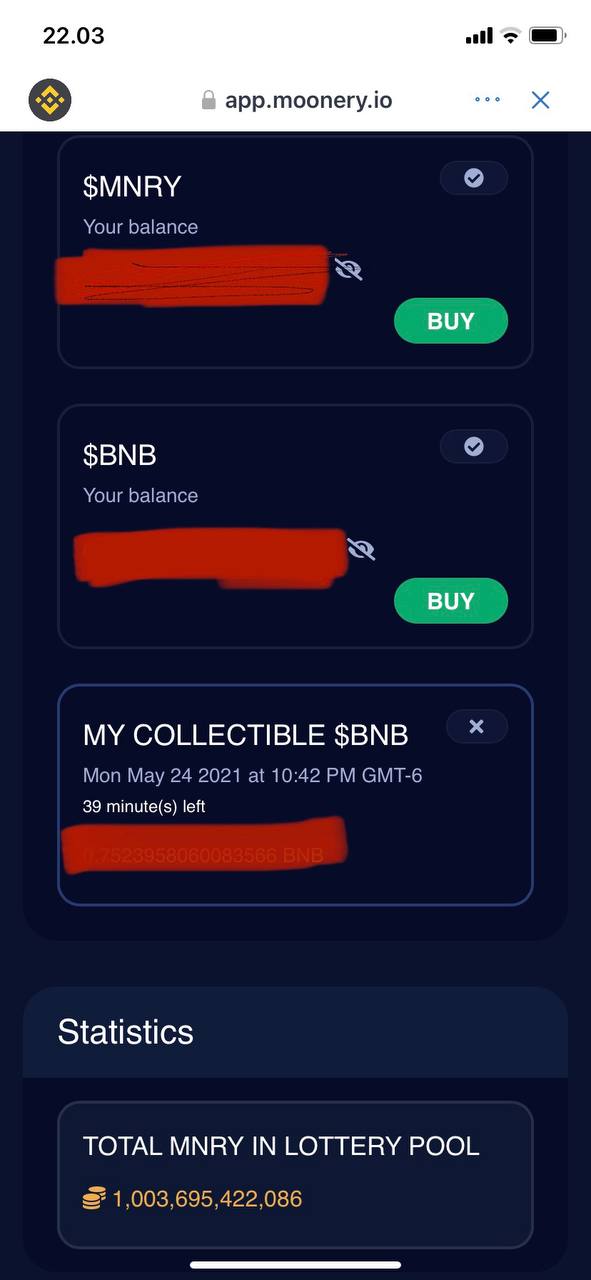 22.03
app.moonery.io
$MNRY
Your balance
BUY
$BNB
Your balance
BUY
MY COLLECTIBLE $BNB
Mon May 24 2021 at 10:42 PM GMT-6
39 minute(s) left
0.7523958060083566 BNB
Statistics
TOTAL MNRY IN LOTTERY POOL
1,003,695,422,086